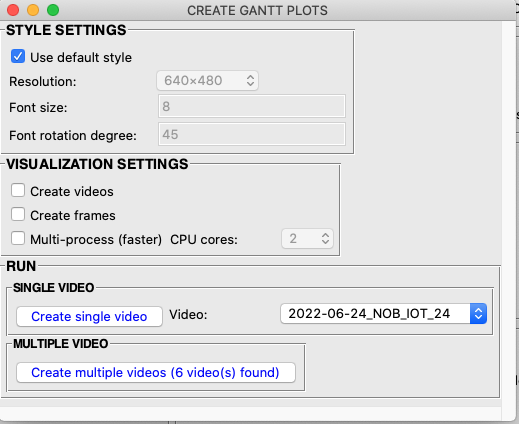 CREATE GANTT PLOTS
STYLE SETTINGS
Use default style
Resolution: 640×480
Font size: 8
Font rotation degree: 45
VISUALIZATION SETTINGS
Create videos
Create frames
Multi-process (faster) CPU cores: 2
RUN
SINGLE VIDEO
Create single video Video: 2022-06-24_NOB_IOT_24
MULTIPLE VIDEO
Create multiple videos (6 video(s) found)